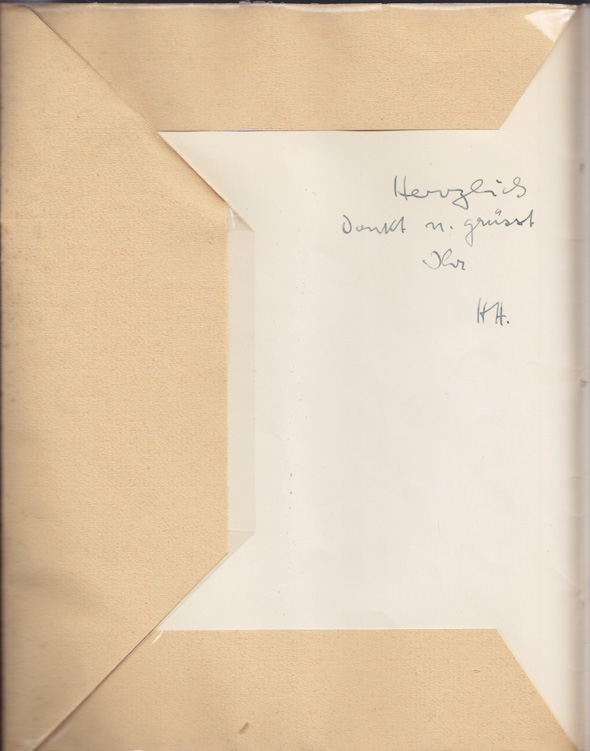 Herzlich
Dankt u. grüsst
Ihr
HH.